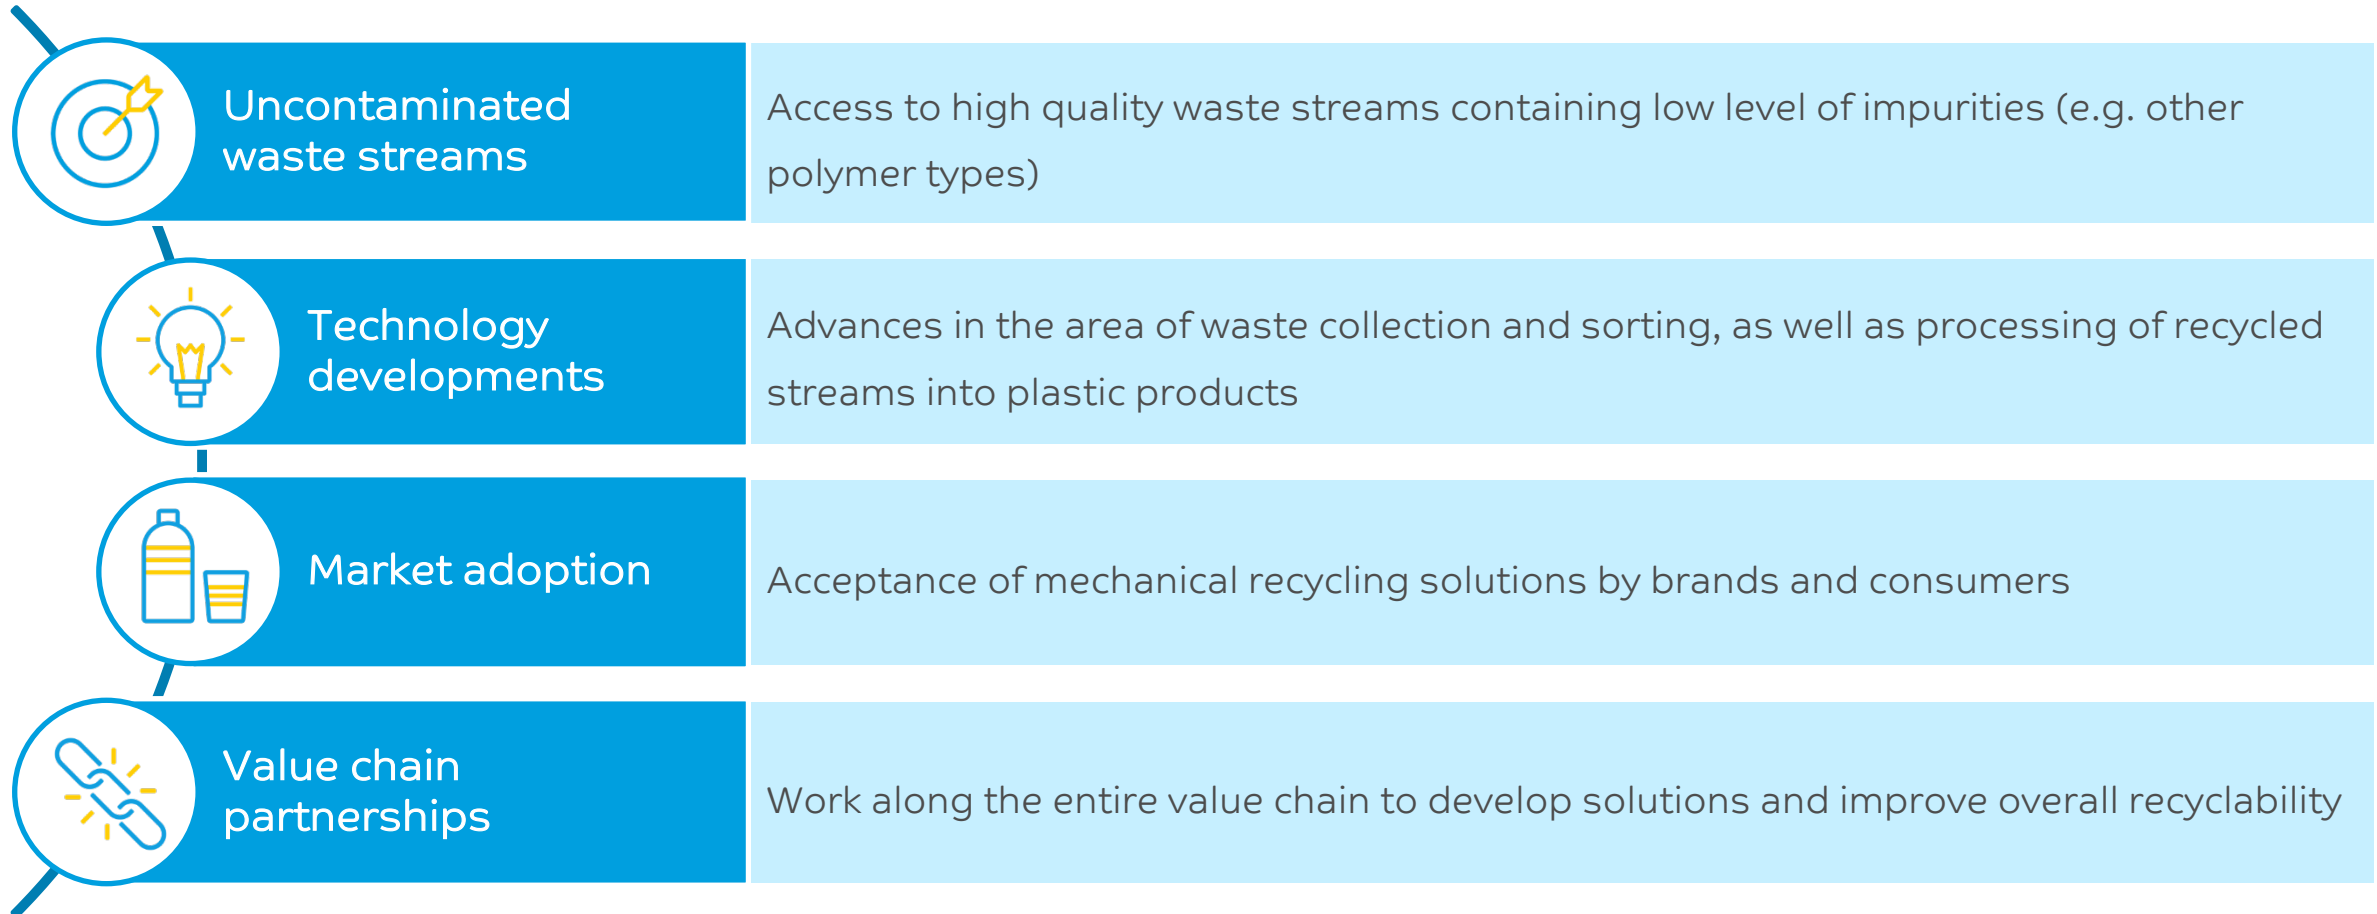 Uncontaminated
waste streams
Access to high quality waste streams containing low level of impurities (e.g. other
polymer types)
Technology
developments
Advances in the area of waste collection and sorting, as well as processing of recycled
streams into plastic products
Market adoption
Acceptance of mechanical recycling solutions by brands and consumers
Value chain
partnerships
Work along the entire value chain to develop solutions and improve overall recyclability